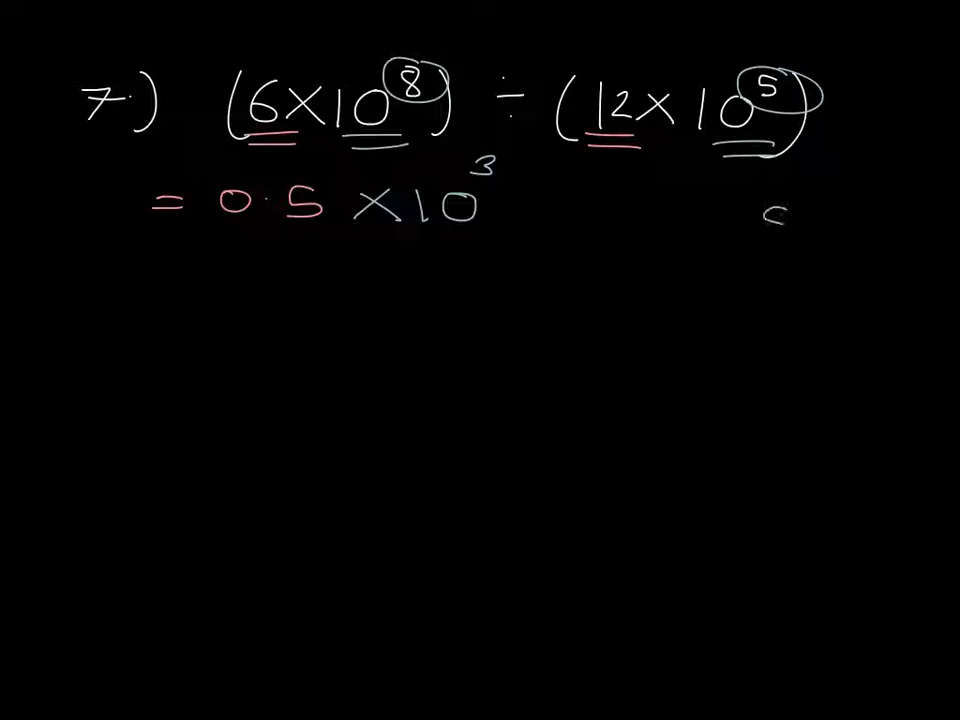 7.) (6×10⁸) ÷ (12×10⁵)
= 0.5 ×10³